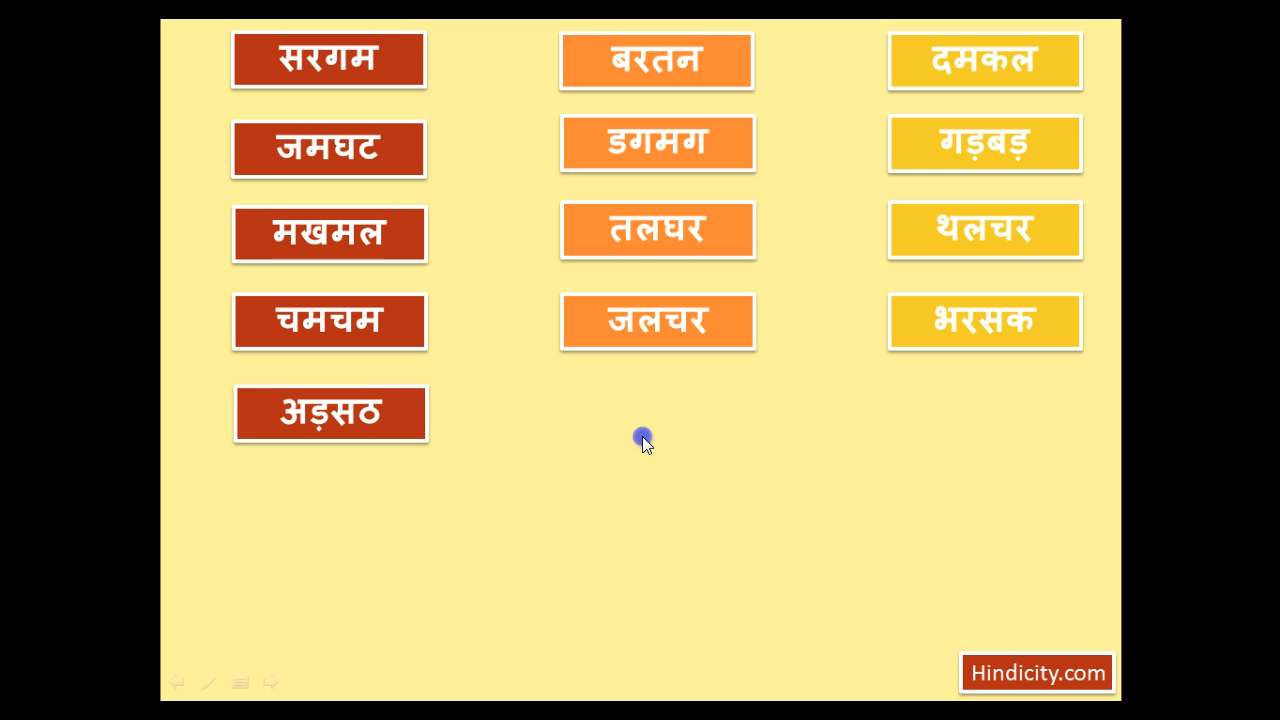 सरगम बरतन दमकल
जमघट डगमग गड़बड़
मखमल तलघर थलचर
चमचम जलचर भरसक
अड़सठ
Hindicity.com